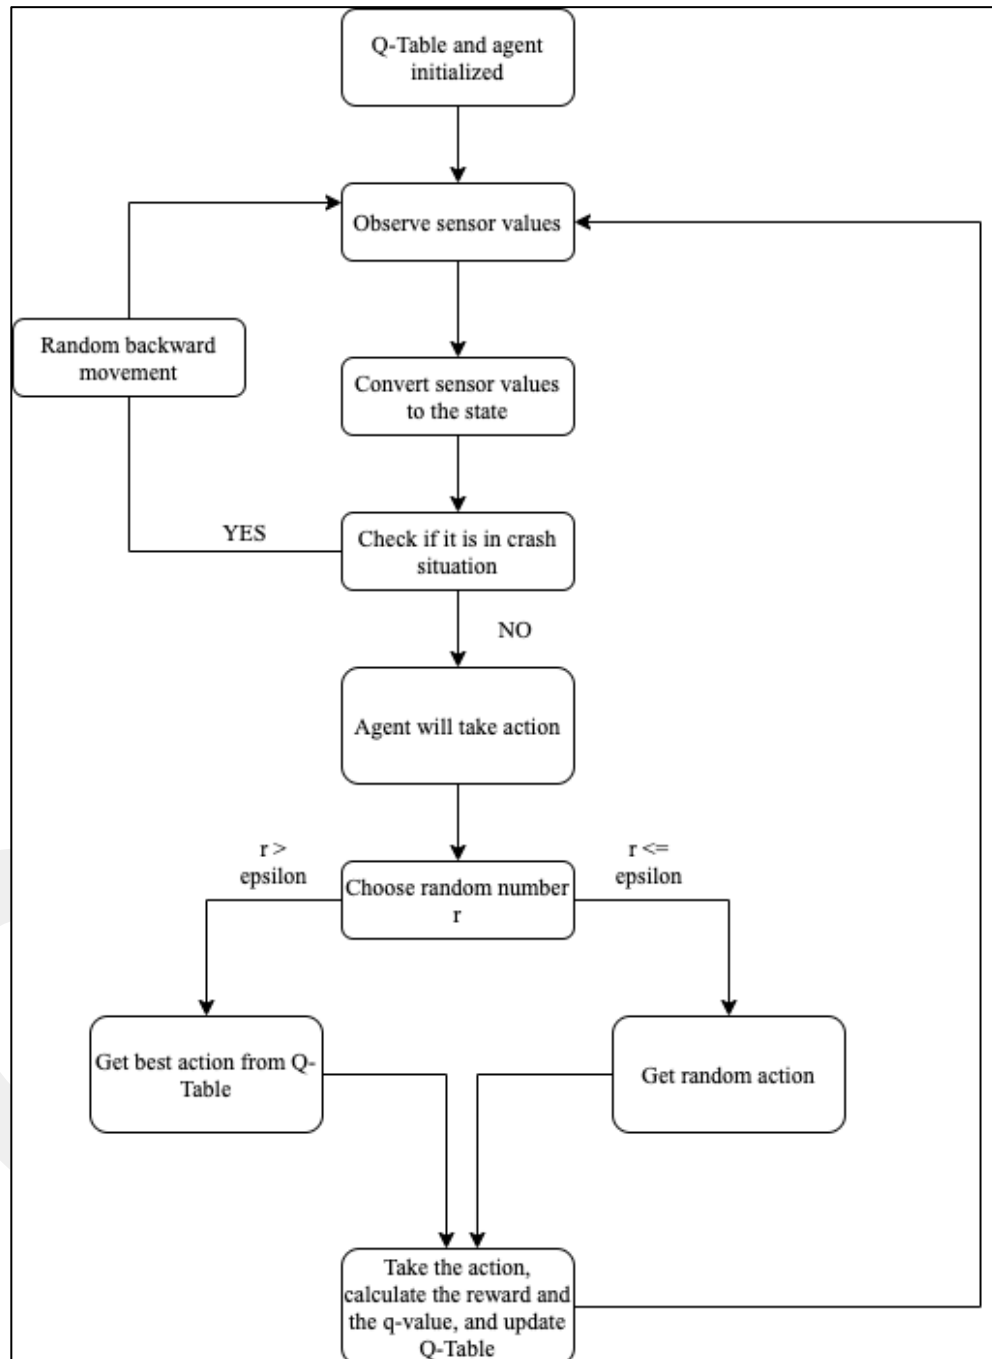 Q-Table and agent
initialized
Observe sensor values
Random backward
movement
Convert sensor values
to the state
YES
Check if it is in crash
situation
NO
Agent will take action
r >
epsilon
r <=
epsilon
Choose random number
r
Get best action from Q-
Table
Get random action
Take the action,
calculate the reward and
the q-value, and update
Q-Table